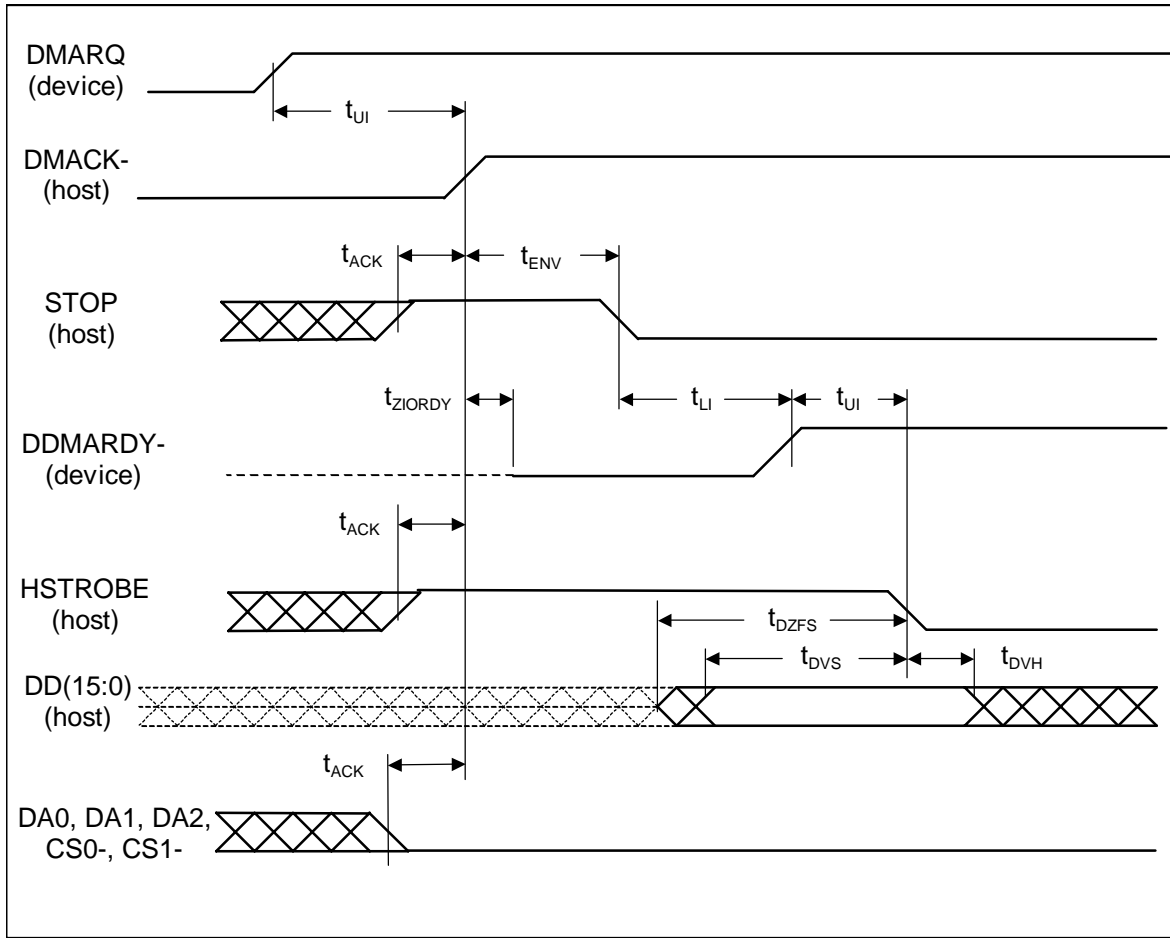 DMARQ
(device)
tUI
DMACK-
(host)
tACK
tENV
STOP
(host)
tZIORDY
tLI
tUI
DDMARDY-
(device)
tACK
HSTROBE
(host)
tDZFS
tDVS
tDVH
DD(15:0)
(host)
tACK
DA0, DA1, DA2,
CS0-, CS1-